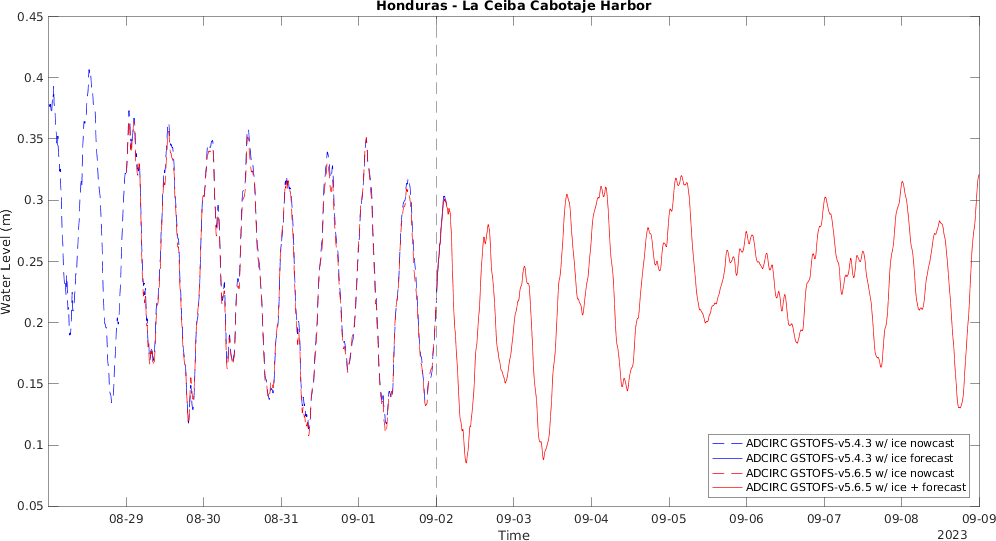 Honduras - La Ceiba Cabotaje Harbor
0.45
0.4
0.35
0.3
0.25
0.2
0.15
0.1
0.05
Water Level (m)
ADCIRC GSTOFS-v5.4.3 w/ ice nowcast
ADCIRC GSTOFS-v5.4.3 w/ ice forecast
ADCIRC GSTOFS-v5.6.5 w/ ice nowcast
ADCIRC GSTOFS-v5.6.5 w/ ice + forecast
08-29 08-30 08-31 09-01 09-02 09-03 09-04 09-05 09-06 09-07 09-08 09-09
Time 2023